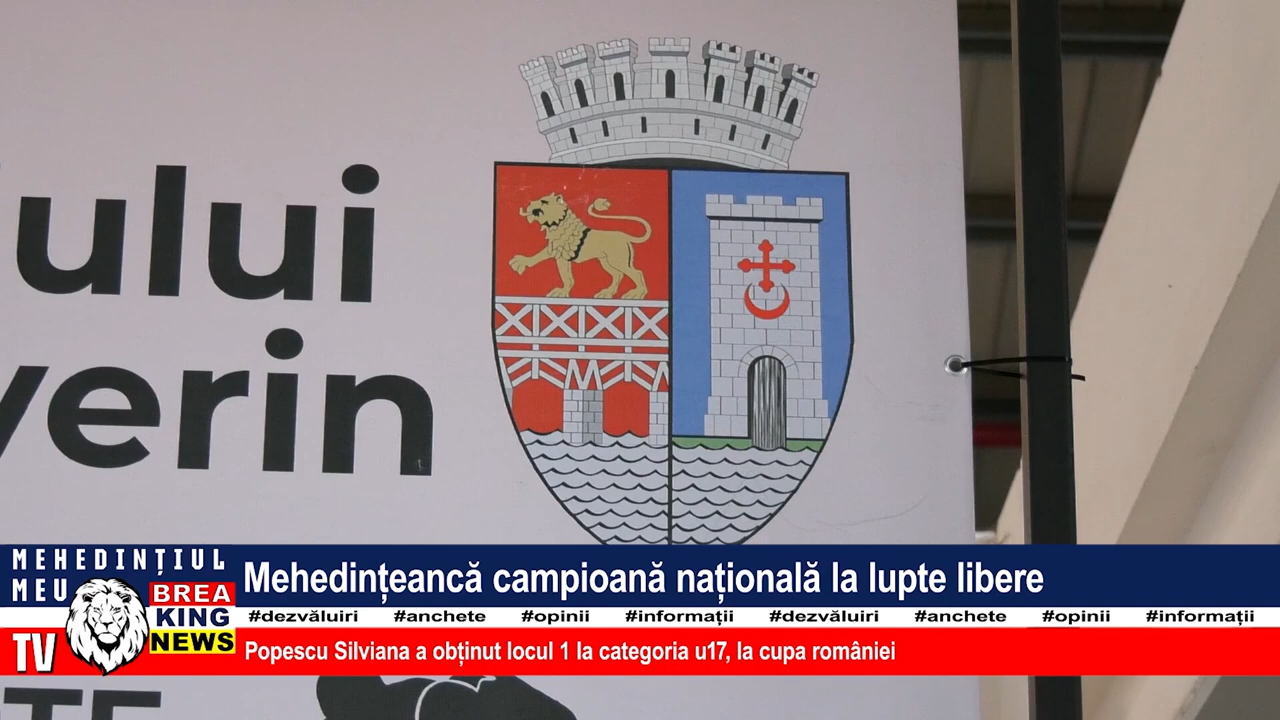 ului
verin
MEHEDINȚIUL
MEU
TV
BREA
KING
NEWS
Mehedințeancă campioană națională la lupte libere
#dezvăluiri #anchete #opinii #informații #dezvăluiri #anchete #opinii #informații
Popescu Silviana a obținut locul 1 la categoria u17, la cupa româniei